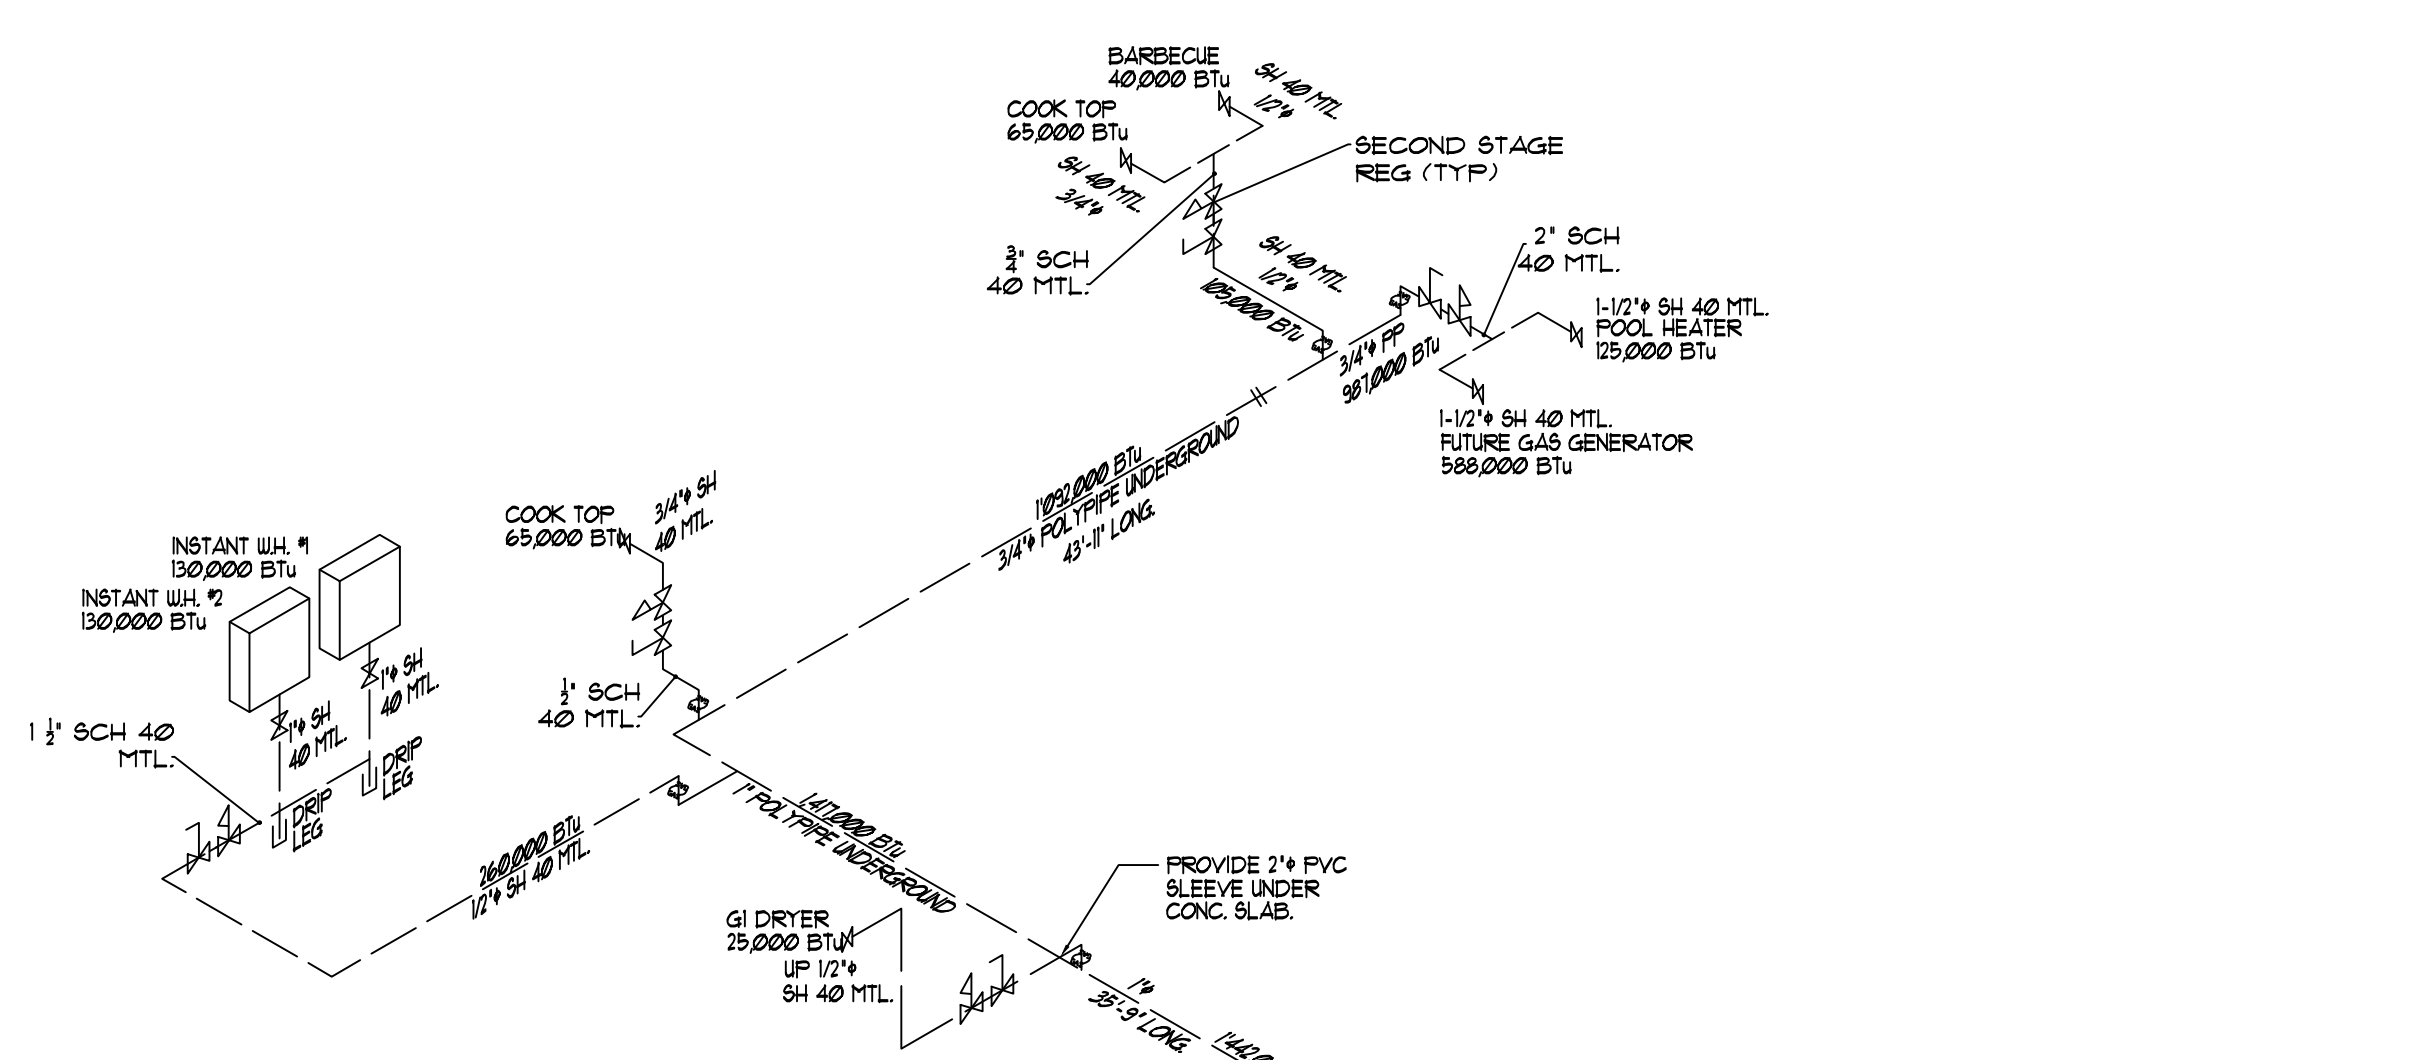 BARBECUE
40,000 BTu
SH 40 MTL.
1/2"ϕ
COOK TOP
65,000 BTu
SH 40 MTL.
3/4"ϕ
SECOND STAGE
REG (TYP)
3/4" SCH
40 MTL.
SH 40 MTL.
1/2"ϕ
105,000 BTu
2" SCH
40 MTL.
1-1/2"ϕ SH 40 MTL.
POOL HEATER
125,000 BTu
3/4"ϕ PP
987,000 BTu
1-1/2"ϕ SH 40 MTL.
FUTURE GAS GENERATOR
588,000 BTu
1'092,000 BTu
3/4"ϕ POLYPIPE UNDERGROUND
43'-11" LONG.
COOK TOP
65,000 BTu
3/4"ϕ SH
40 MTL.
INSTANT W.H. #1
130,000 BTu
INSTANT W.H. #2
130,000 BTu
1"ϕ SH
40 MTL.
1"ϕ SH
40 MTL.
1/2" SCH
40 MTL.
1 1/2" SCH 40
MTL.
DRIP
LEG
DRIP
LEG
260,000 BTu
1/2"ϕ SH 40 MTL.
1,417,000 BTu
1" POLYPIPE UNDERGROUND
PROVIDE 2"ϕ PVC
SLEEVE UNDER
CONC. SLAB.
G1 DRYER
25,000 BTu
UP 1/2"ϕ
SH 40 MTL.
1"ϕ
35'-9" LONG.